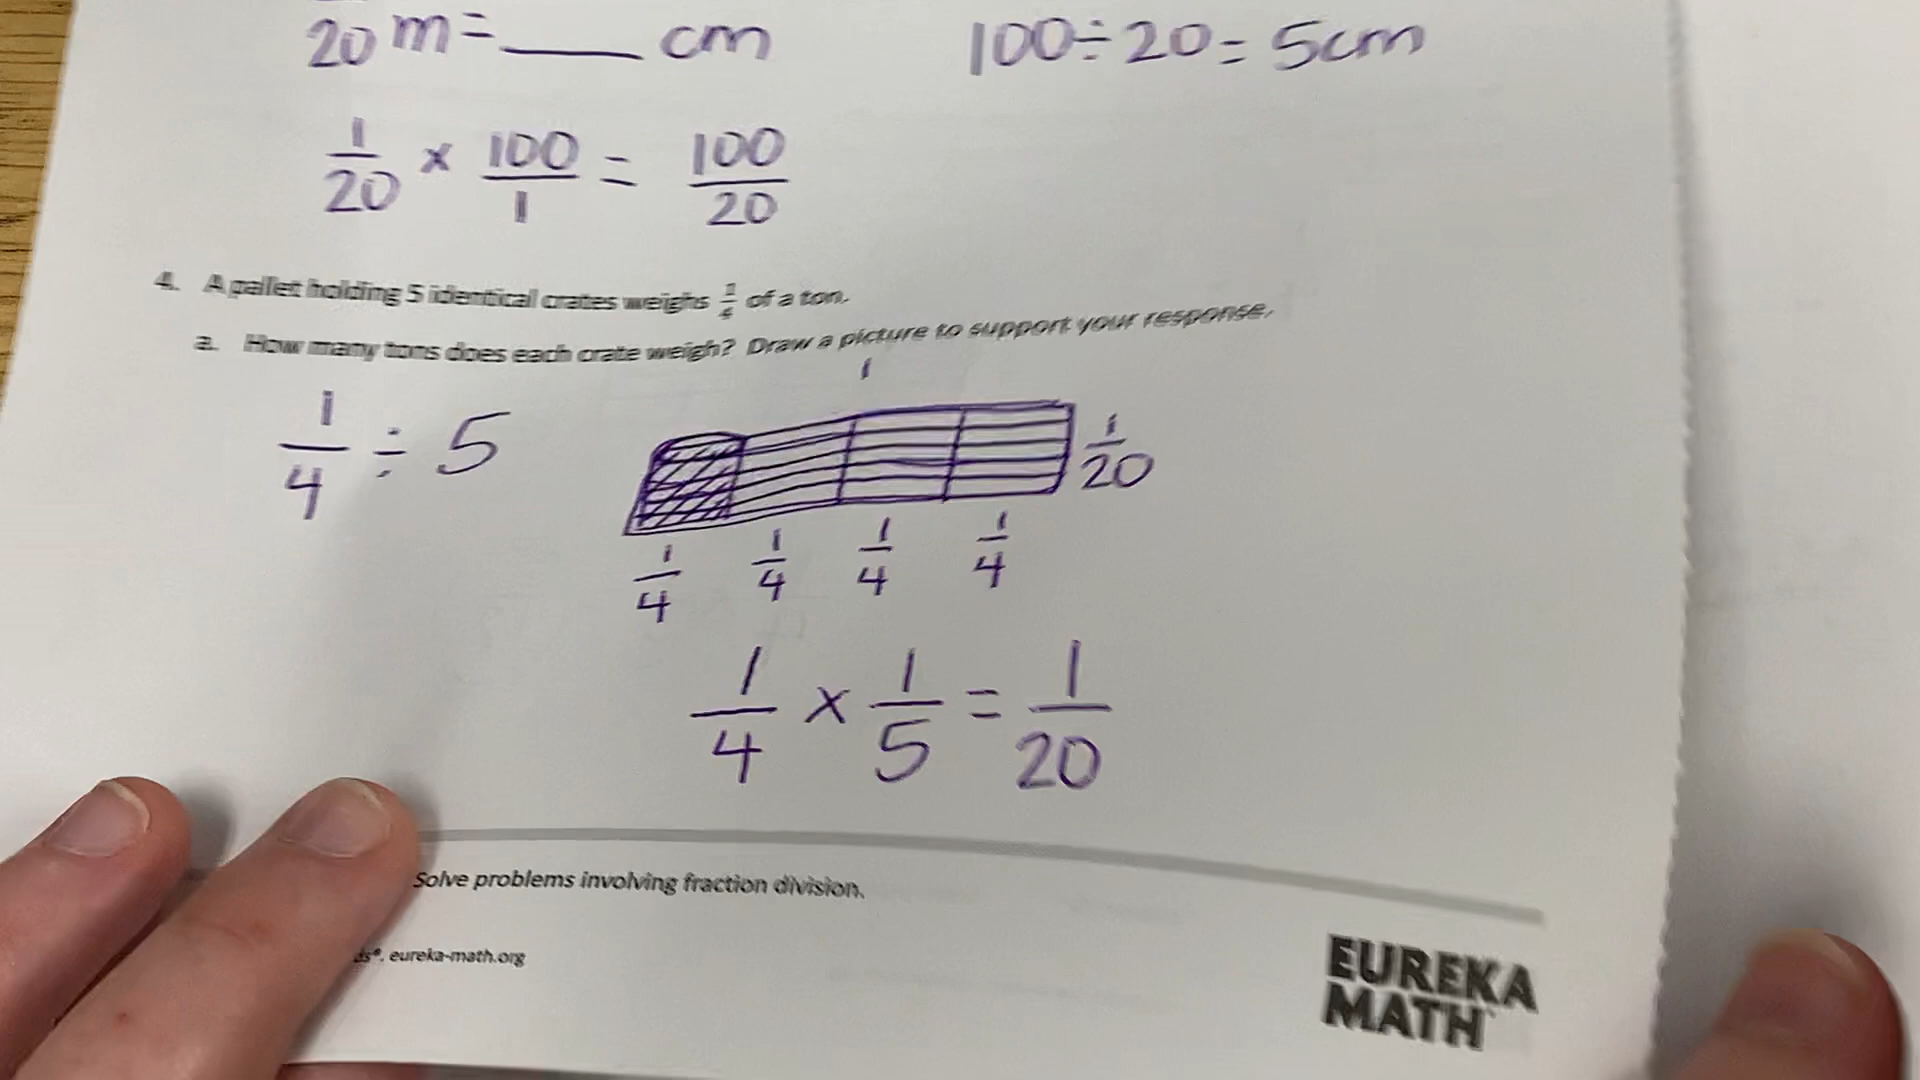 20 m = ___ cm
100 ÷ 20 = 5cm
1/20 × 100/1 = 100/20
4. A pallet holding 5 identical crates weighs 1/4 of a ton.
a. How many tons does each crate weigh? Draw a picture to support your response.
1
1/4 ÷ 5
1/20
1/4 1/4 1/4 1/4
1/4 × 1/5 = 1/20
Solve problems involving fraction division.
ds®. eureka-math.org
EUREKA
MATH